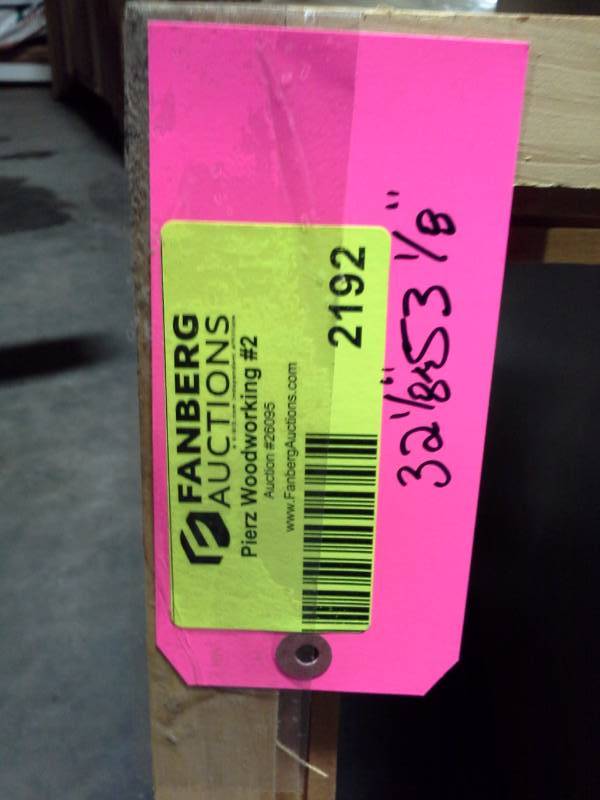 FANBERG
AUCTIONS
Pierz Woodworking #2
Auction #26095
www.FanbergAuctions.com
2192
32 1/8" x 53 1/8"